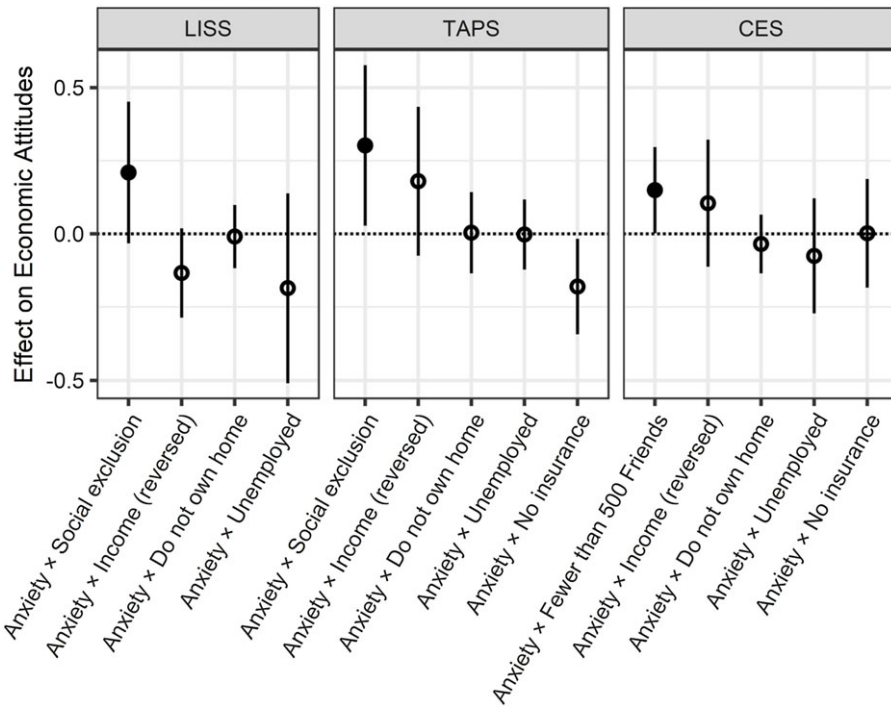 LISS
TAPS
CES
Effect on Economic Attitudes
0.5
0.0
-0.5
Anxiety × Social exclusion
Anxiety × Income (reversed)
Anxiety × Do not own home
Anxiety × Unemployed
Anxiety × Social exclusion
Anxiety × Income (reversed)
Anxiety × Do not own home
Anxiety × Unemployed
Anxiety × No insurance
Anxiety × Fewer than 500 Friends
Anxiety × Income (reversed)
Anxiety × Do not own home
Anxiety × Unemployed
Anxiety × No insurance